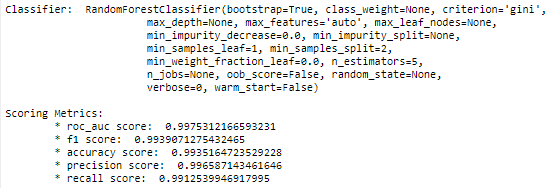 Classifier:  RandomForestClassifier(bootstrap=True, class_weight=None, criterion='gini',
max_depth=None, max_features='auto', max_leaf_nodes=None,
min_impurity_decrease=0.0, min_impurity_split=None,
min_samples_leaf=1, min_samples_split=2,
min_weight_fraction_leaf=0.0, n_estimators=5,
n_jobs=None, oob_score=False, random_state=None,
verbose=0, warm_start=False)
Scoring Metrics:
* roc_auc score:  0.9975312166593231
* f1 score:  0.9939071275432465
* accuracy score:  0.9935164723529228
* precision score:  0.996587143461646
* recall score:  0.9912539946917995